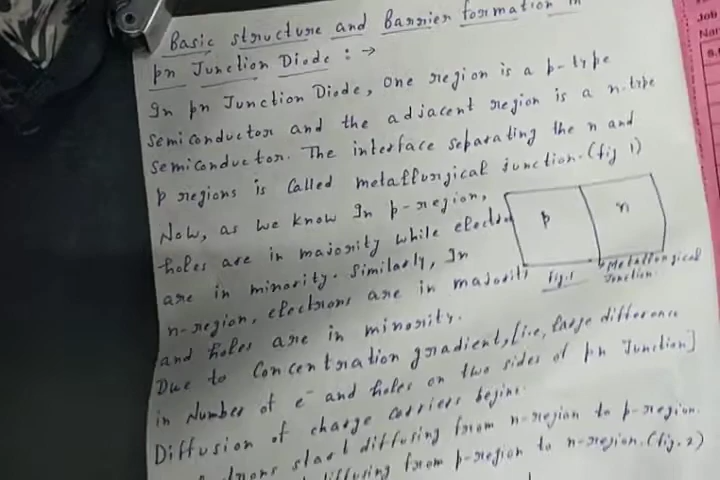 Basic structure and Barrier formation in
pn Junction Diode : →
In pn Junction Diode, one region is a p-type
semiconductor and the adjacent region is a n-type
semiconductor. The interface separating the n and
p regions is called metallurgical junction. (fig 1)
Now, as we know In p-region,
holes are in majority while electron
are in minority. Similarly, In
n-region, electrons are in majority
and holes are in minority.
p
n
fig.1
Metallurgical
Junction.
Due to Concentration gradient, [i.e, large difference
in Number of e- and holes on two sides of pn Junction]
Diffusion of charge carriers begins.
start diffusing from n-region to p-region.
diffusing from p-region to n-region. (fig. 2)
Job